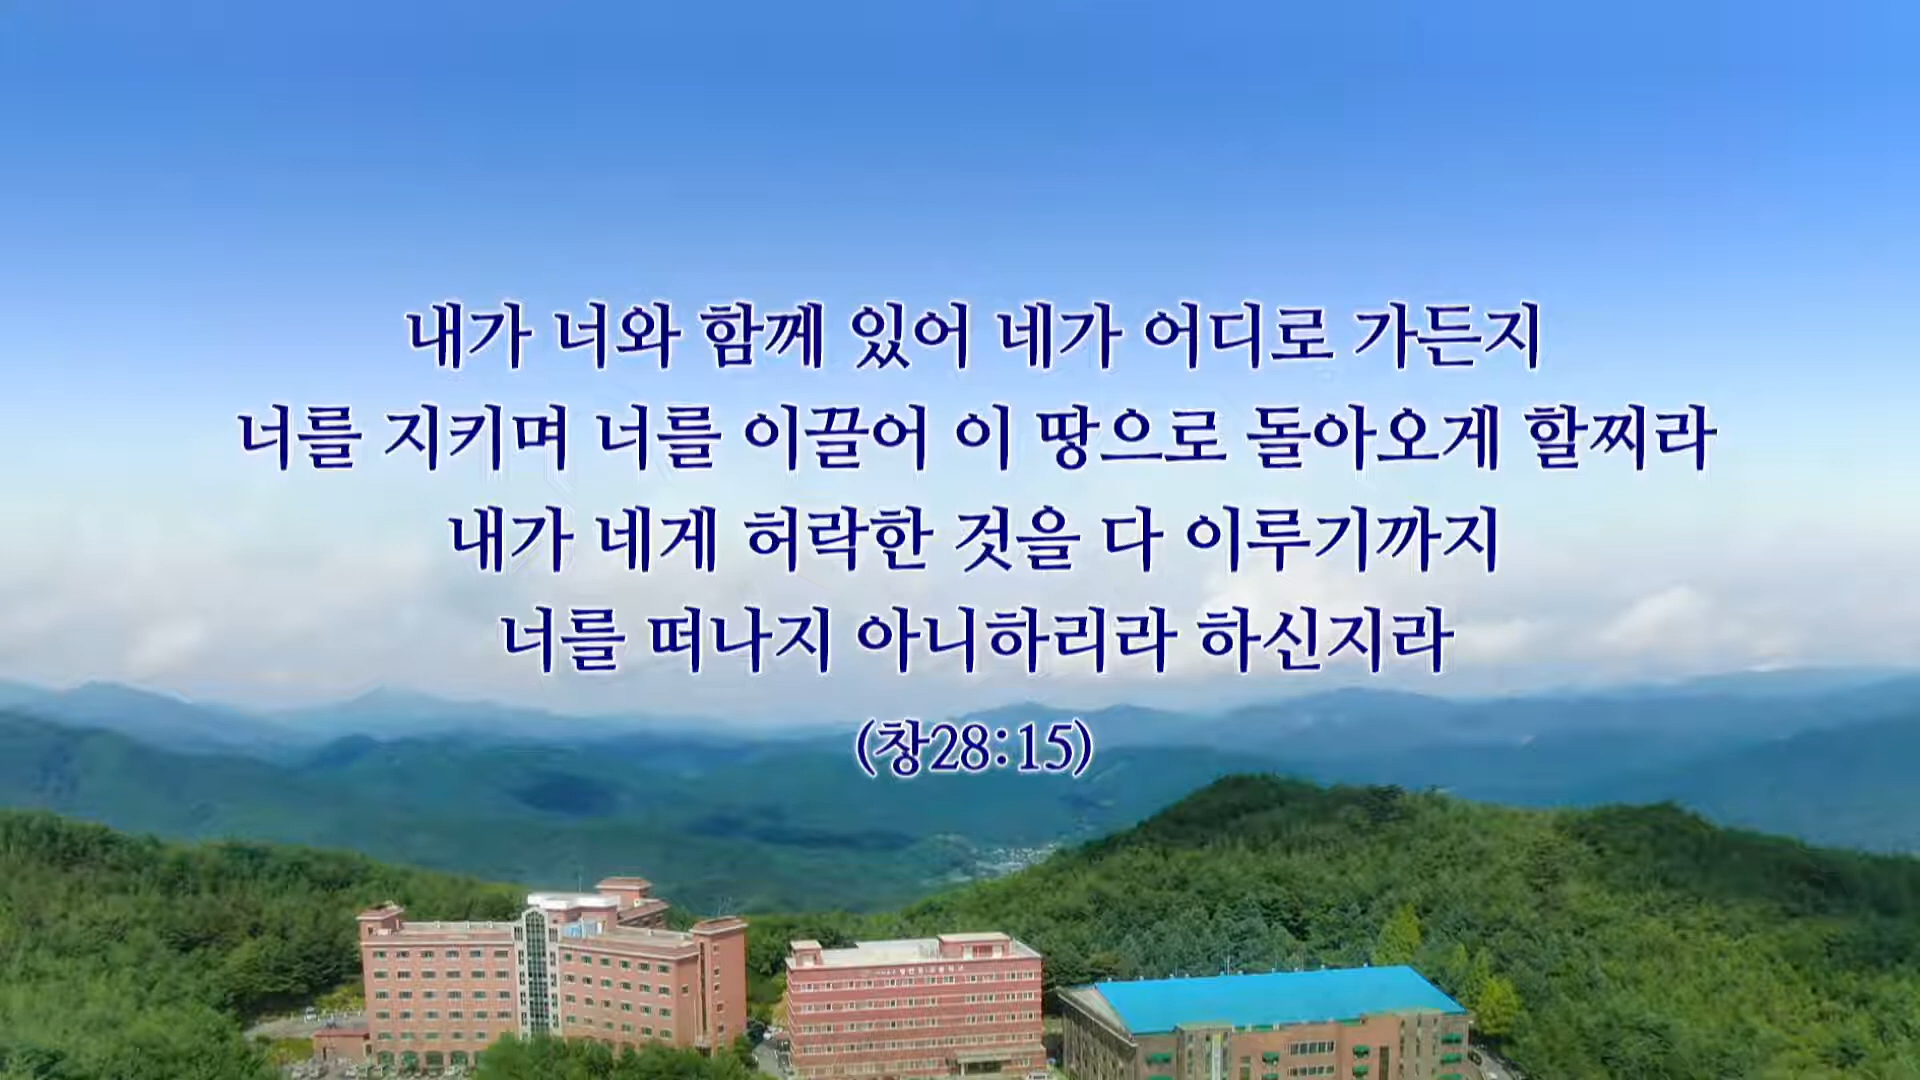 내가 너와 함께 있어 네가 어디로 가든지
너를 지키며 너를 이끌어 이 땅으로 돌아오게 할찌라
내가 네게 허락한 것을 다 이루기까지
너를 떠나지 아니하리라 하신지라
(창28:15)